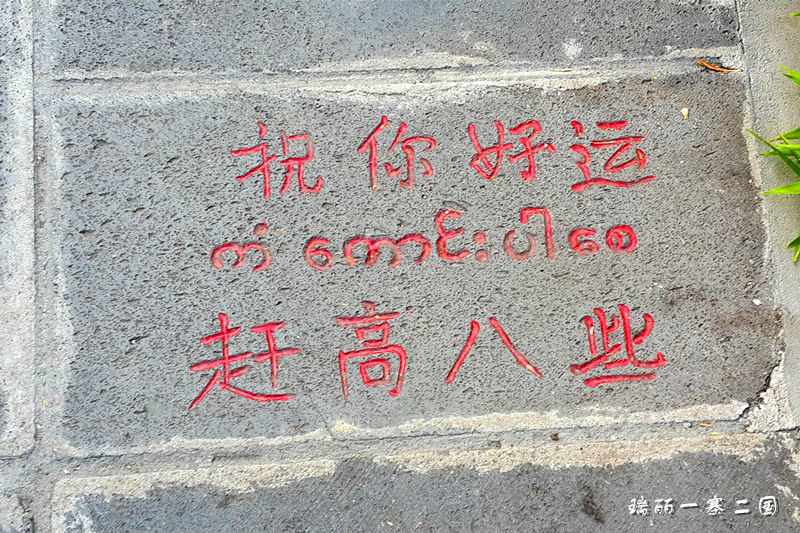 祝你好运
ကံကောင်းပါစေ
赶高八些
瑞丽一寨二国